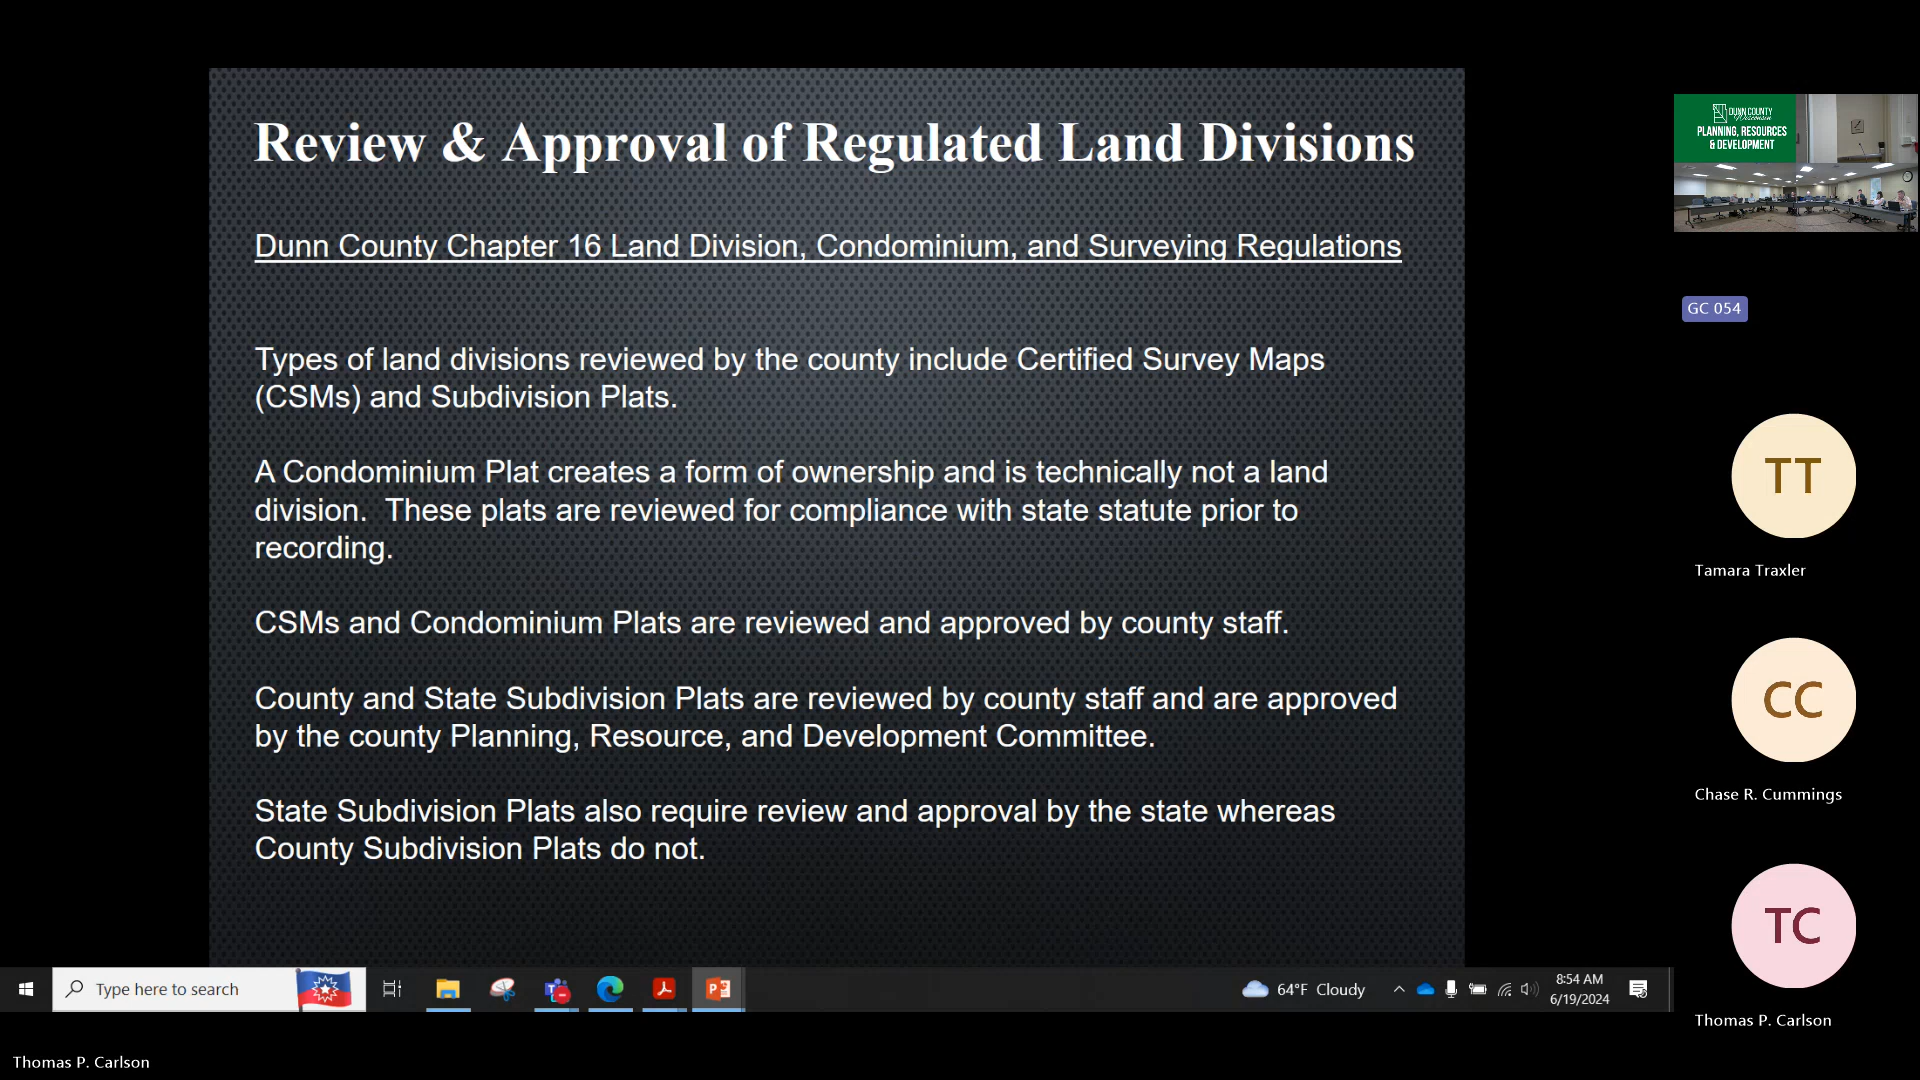 Review & Approval of Regulated Land Divisions
Dunn County Chapter 16 Land Division, Condominium, and Surveying Regulations
Types of land divisions reviewed by the county include Certified Survey Maps
(CSMs) and Subdivision Plats.
A Condominium Plat creates a form of ownership and is technically not a land
division.  These plats are reviewed for compliance with state statute prior to
recording.
CSMs and Condominium Plats are reviewed and approved by county staff.
County and State Subdivision Plats are reviewed by county staff and are approved
by the county Planning, Resource, and Development Committee.
State Subdivision Plats also require review and approval by the state whereas
County Subdivision Plats do not.
DUNN COUNTY
Wisconsin
PLANNING, RESOURCES
& DEVELOPMENT
GC 054
TT
Tamara Traxler
CC
Chase R. Cummings
TC
Thomas P. Carlson
Type here to search
64°F Cloudy
8:54 AM
6/19/2024
Thomas P. Carlson